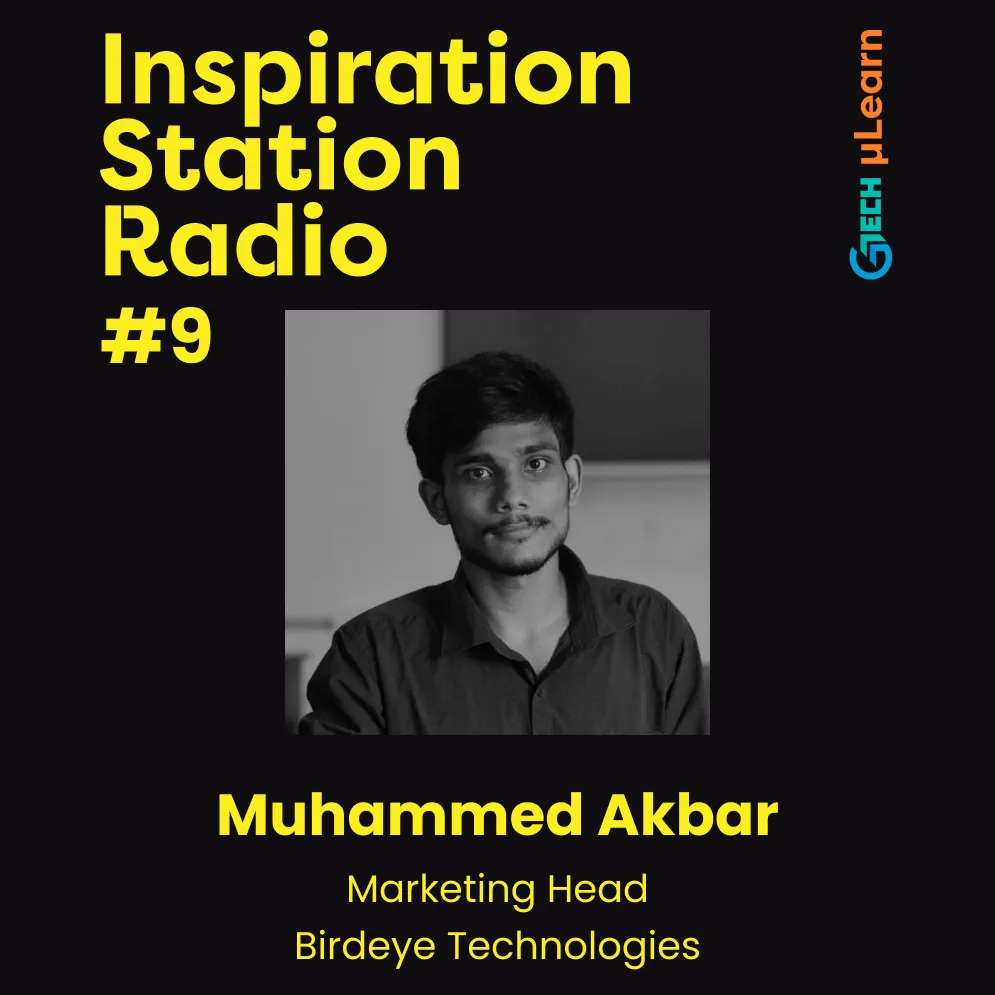 Inspiration
Station
Radio
#9
GTECH µLearn
Muhammed Akbar
Marketing Head
Birdeye Technologies